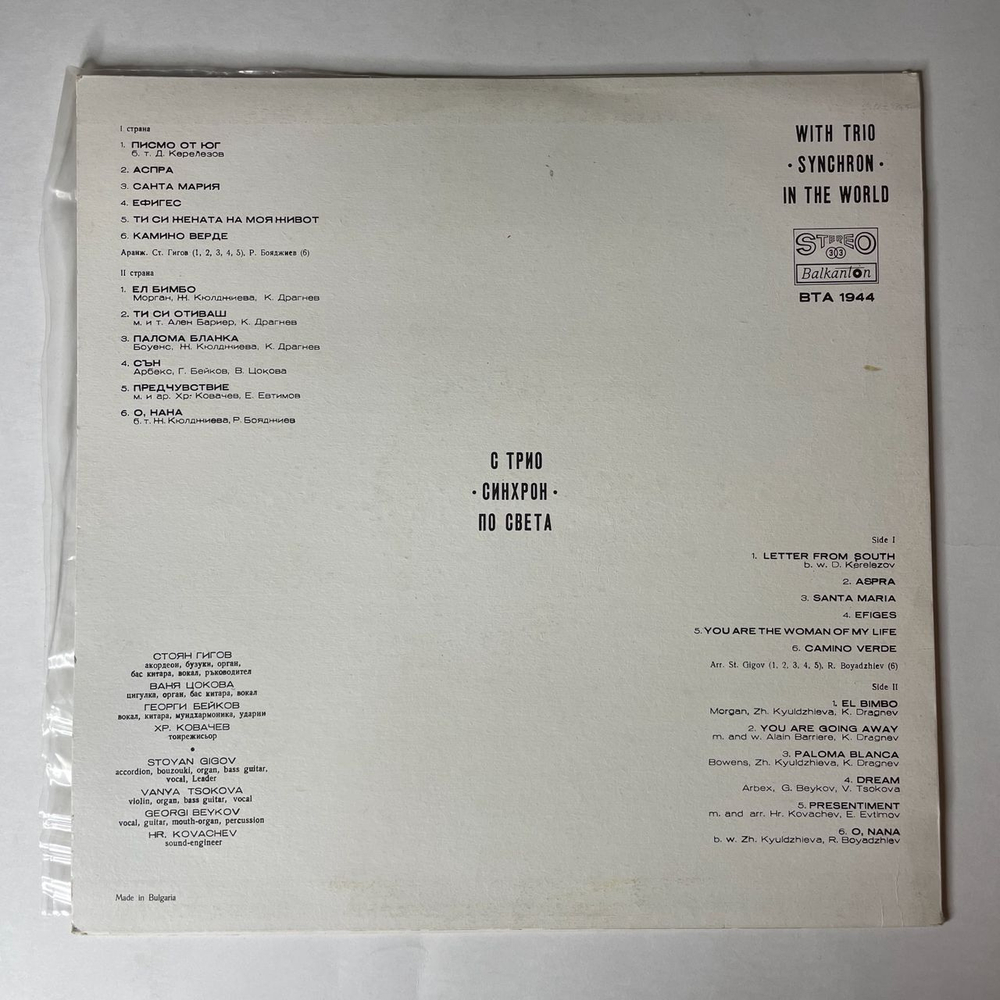 I страна
1. ПИСМО ОТ ЮГ
б. т. Д. Керелезов
2. АСПРА
3. САНТА МАРИЯ
4. ЕФИГЕС
5. ТИ СИ ЖЕНАТА НА МОЯ ЖИВОТ
6. КАМИНО ВЕРДЕ
Аранж. Ст. Гигов (1, 2, 3, 4, 5), Р. Бояджиев (6)
II страна
1. ЕЛ БИМБО
Морган, Ж. Кюлджиева, К. Драгнев
2. ТИ СИ ОТИВАШ
м. и т. Ален Бариер, К. Драгнев
3. ПАЛОМА БЛАНКА
Боуенс, Ж. Кюлджиева, К. Драгнев
4. СЪН
Арбекс, Г. Бейков, В. Цокова
5. ПРЕДЧУВСТВИЕ
м. и ар. Хр. Ковачев, Е. Евтимов
6. О, НАНА
б. т. Ж. Кюлджиева, Р. Бояджиев
WITH TRIO
· SYNCHRON ·
IN THE WORLD
STEREO
33
Balkanton
ВТА 1944
С ТРИО
· СИНХРОН ·
ПО СВЕТА
Side I
1. LETTER FROM SOUTH
b. w. D. Kerelezov
2. ASPRA
3. SANTA MARIA
4. EFIGES
5. YOU ARE THE WOMAN OF MY LIFE
6. CAMINO VERDE
Arr. St. Gigov (1, 2, 3, 4, 5), R. Boyadzhiev (6)
Side II
1. EL BIMBO
Morgan, Zh. Kyuldzhieva, K. Dragnev
2. YOU ARE GOING AWAY
m. and w. Alain Barriere, K. Dragnev
3. PALOMA BLANCA
Bowens, Zh. Kyuldzhieva, K. Dragnev
4. DREAM
Arbex, G. Beykov, V. Tsokova
5. PRESENTIMENT
m. and arr. Hr. Kovachev, E. Evtimov
6. O, NANA
b. w. Zh. Kyuldzhieva, R. Boyadzhiev
СТОЯН ГИГОВ
акордеон, бузуки, орган,
бас китара, вокал, ръководител
ВАНЯ ЦОКОВА
цигулка, орган, бас китара, вокал
ГЕОРГИ БЕЙКОВ
вокал, китара, мундхармоника, ударни
ХР. КОВАЧЕВ
тонрежисьор
•
STOYAN GIGOV
accordion, bouzouki, organ, bass guitar,
vocal, Leader
VANYA TSOKOVA
violin, organ, bass guitar, vocal
GEORGI BEYKOV
vocal, guitar, mouth-organ, percussion
HR. KOVACHEV
sound-engineer
Made in Bulgaria